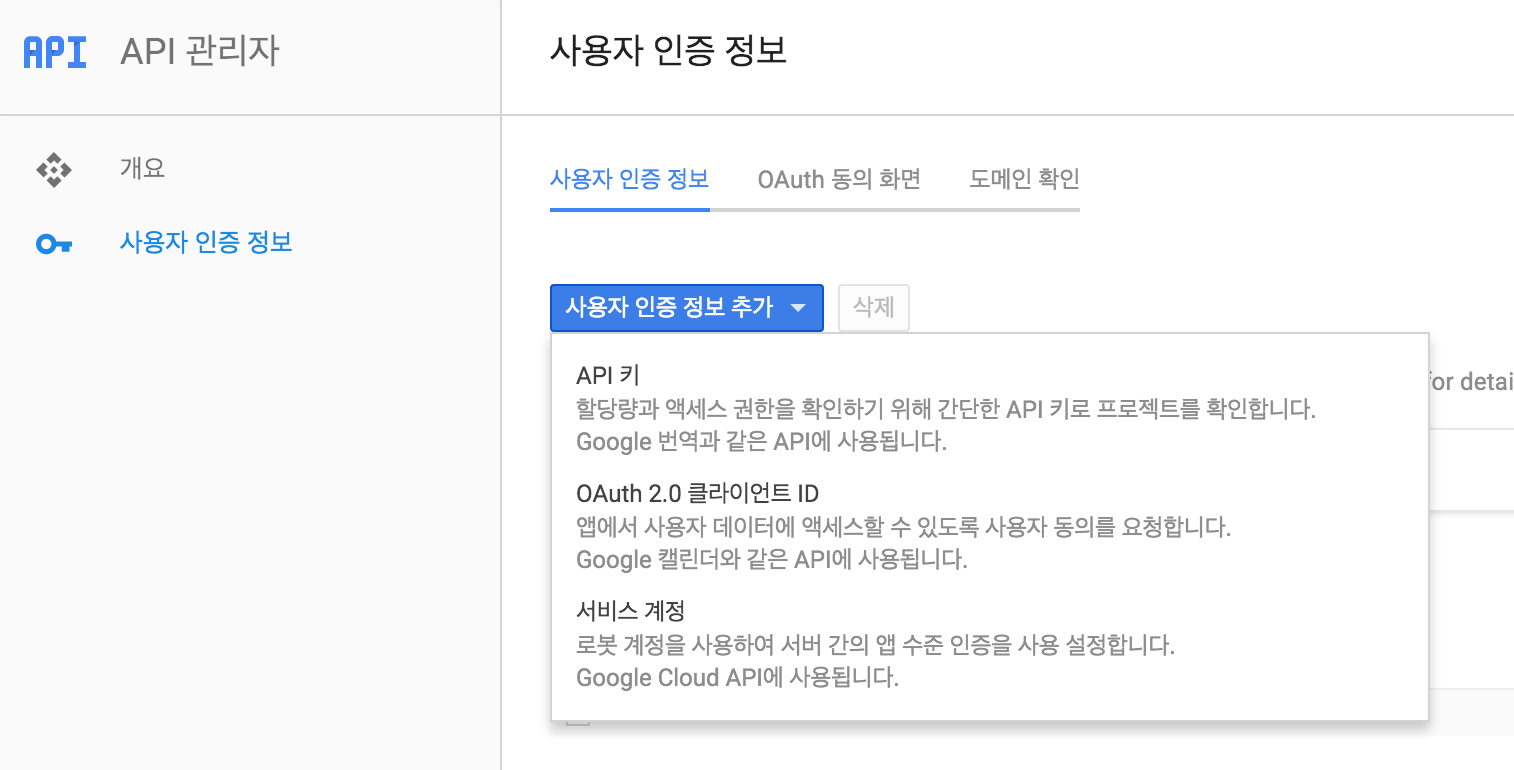 API API 관리자
사용자 인증 정보
개요
사용자 인증 정보
사용자 인증 정보 OAuth 동의 화면 도메인 확인
사용자 인증 정보 추가 삭제
API 키
할당량과 액세스 권한을 확인하기 위해 간단한 API 키로 프로젝트를 확인합니다.
Google 번역과 같은 API에 사용됩니다.
for detai
OAuth 2.0 클라이언트 ID
앱에서 사용자 데이터에 액세스할 수 있도록 사용자 동의를 요청합니다.
Google 캘린더와 같은 API에 사용됩니다.
서비스 계정
로봇 계정을 사용하여 서버 간의 앱 수준 인증을 사용 설정합니다.
Google Cloud API에 사용됩니다.